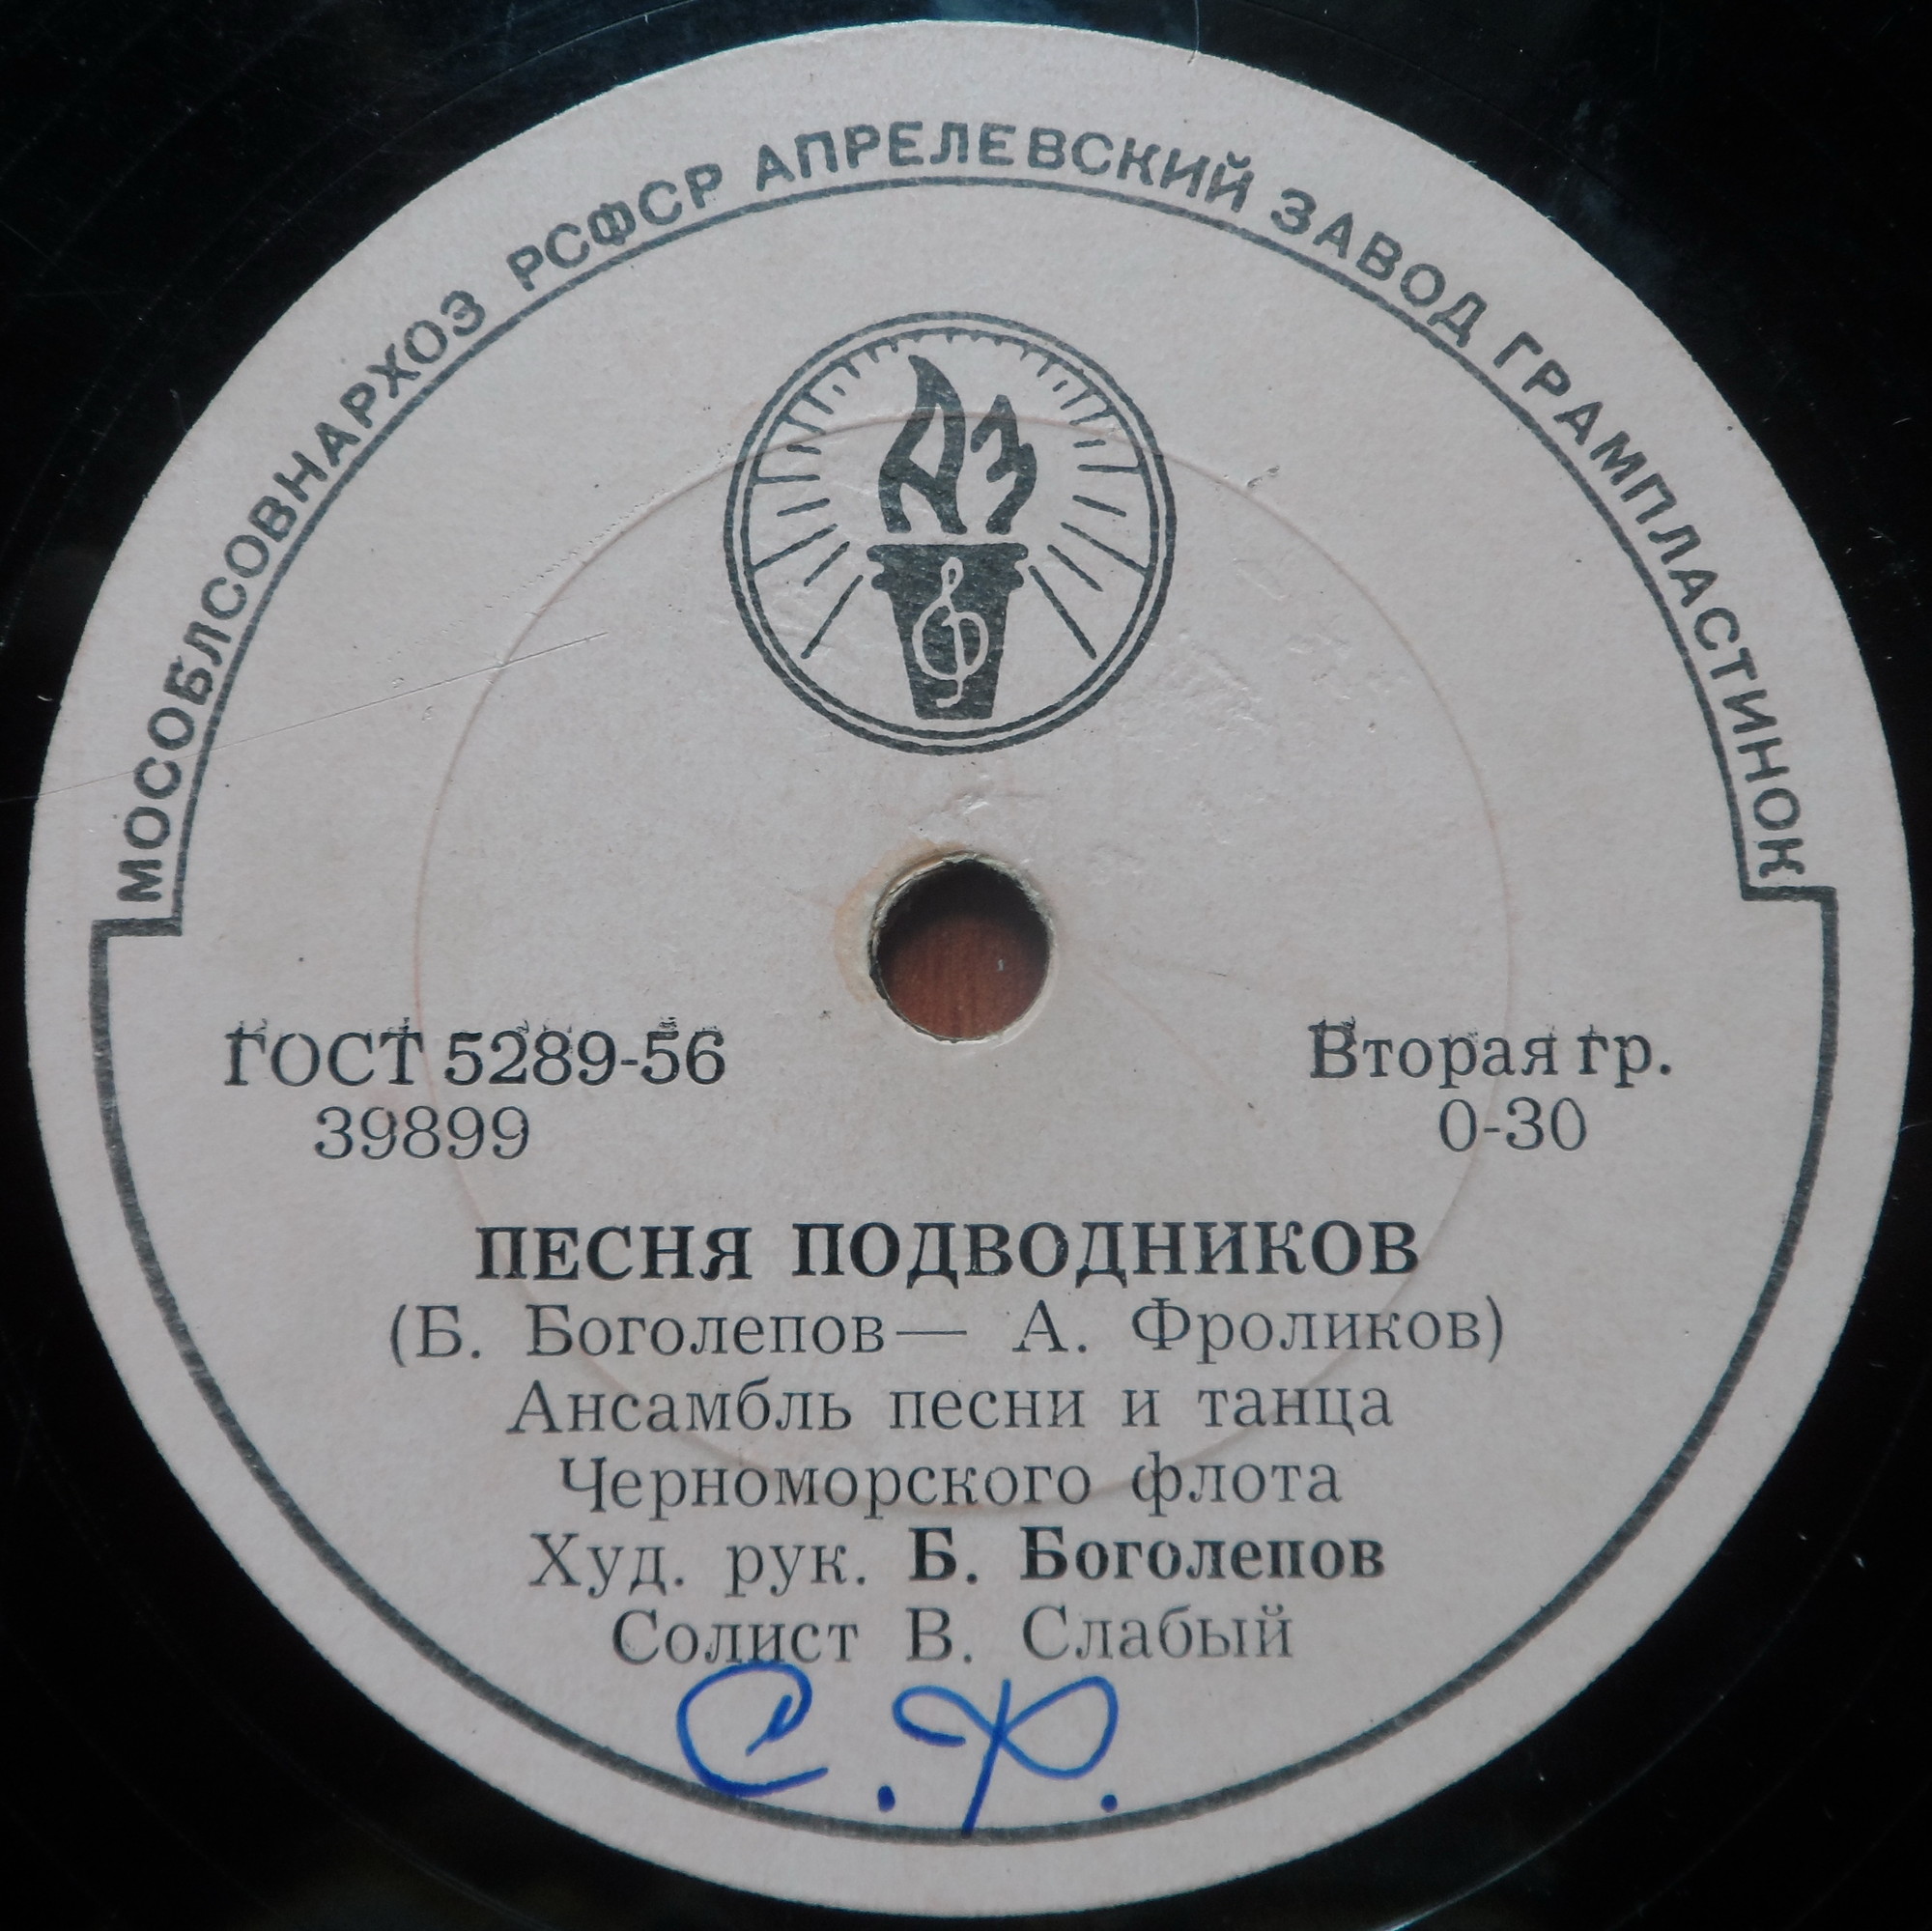 МОСОБЛСОВНАРХОЗ РСФСР АПРЕЛЕВСКИЙ ЗАВОД ГРАМПЛАСТИНОК
АЗ
ГОСТ 5289-56
39899
Вторая гр.
0-30
ПЕСНЯ ПОДВОДНИКОВ
(Б. Боголепов— А. Фроликов)
Ансамбль песни и танца
Черноморского флота
Худ. рук. Б. Боголепов
Солист В. Слабый
С. Ф.